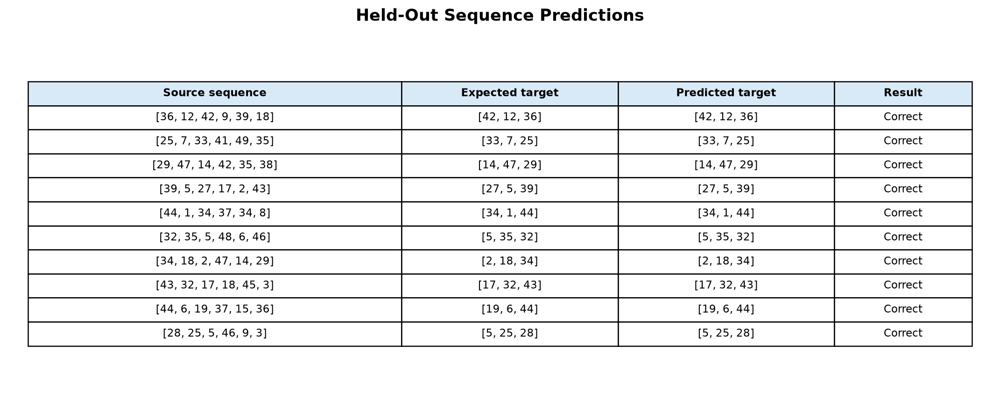 Held-Out Sequence Predictions
Source sequence Expected target Predicted target Result
[36, 12, 42, 9, 39, 18] [42, 12, 36] [42, 12, 36] Correct
[25, 7, 33, 41, 49, 35] [33, 7, 25] [33, 7, 25] Correct
[29, 47, 14, 42, 35, 38] [14, 47, 29] [14, 47, 29] Correct
[39, 5, 27, 17, 2, 43] [27, 5, 39] [27, 5, 39] Correct
[44, 1, 34, 37, 34, 8] [34, 1, 44] [34, 1, 44] Correct
[32, 35, 5, 48, 6, 46] [5, 35, 32] [5, 35, 32] Correct
[34, 18, 2, 47, 14, 29] [2, 18, 34] [2, 18, 34] Correct
[43, 32, 17, 18, 45, 3] [17, 32, 43] [17, 32, 43] Correct
[44, 6, 19, 37, 15, 36] [19, 6, 44] [19, 6, 44] Correct
[28, 25, 5, 46, 9, 3] [5, 25, 28] [5, 25, 28] Correct